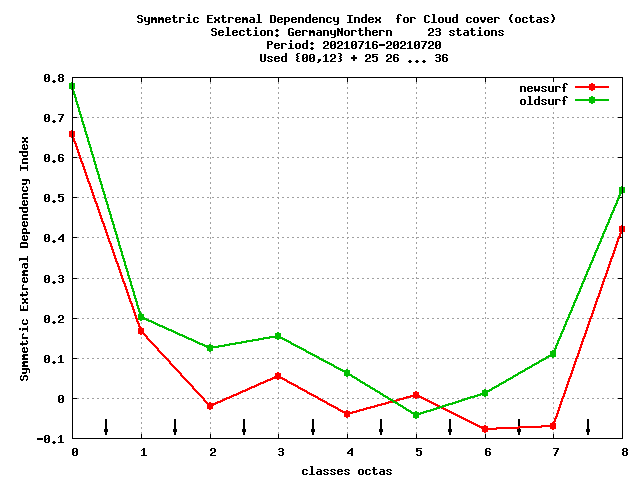 Symmetric Extremal Dependency Index  for Cloud cover (octas)
Selection: GermanyNorthern     23 stations
Period: 20210716-20210720
Used {00,12} + 25 26 ... 36
newsurf
oldsurf
Symmetric Extremal Dependency Index
0.8
0.7
0.6
0.5
0.4
0.3
0.2
0.1
0
-0.1
0 1 2 3 4 5 6 7 8
classes octas